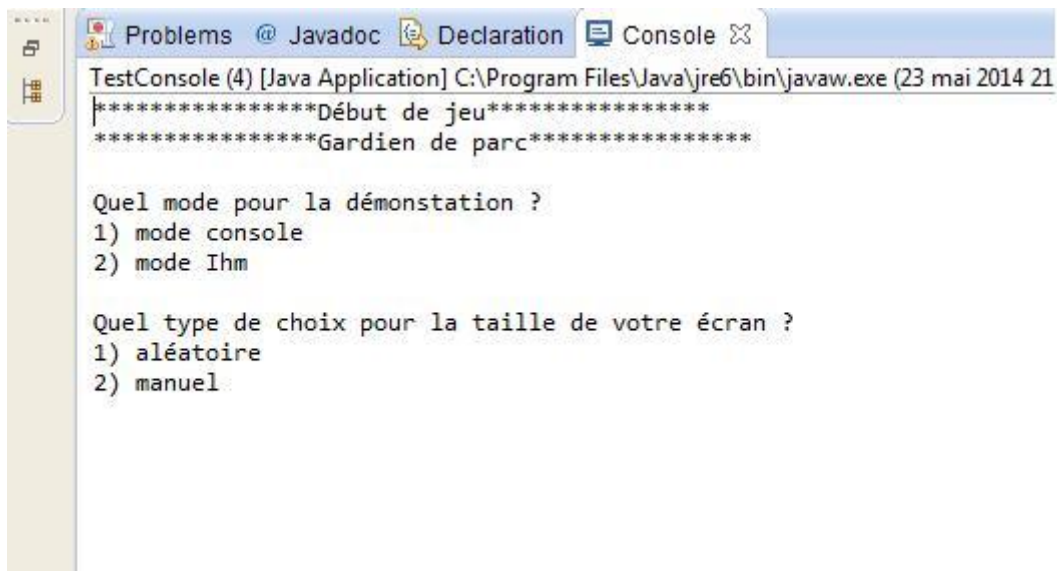 Problems @ Javadoc Declaration Console
TestConsole (4) [Java Application] C:\Program Files\Java\jre6\bin\javaw.exe (23 mai 2014 21
****************Début de jeu****************
****************Gardien de parc****************

Quel mode pour la démonstation ?
1) mode console
2) mode Ihm

Quel type de choix pour la taille de votre écran ?
1) aléatoire
2) manuel